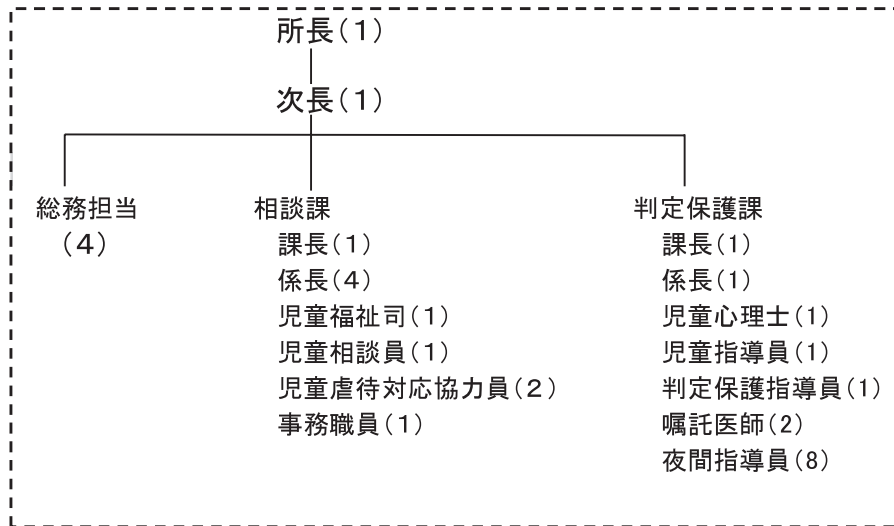 所長(1)
次長(1)
総務担当
(4)
相談課
課長(1)
係長(4)
児童福祉司(1)
児童相談員(1)
児童虐待対応協力員(2)
事務職員(1)
判定保護課
課長(1)
係長(1)
児童心理士(1)
児童指導員(1)
判定保護指導員(1)
嘱託医師(2)
夜間指導員(8)